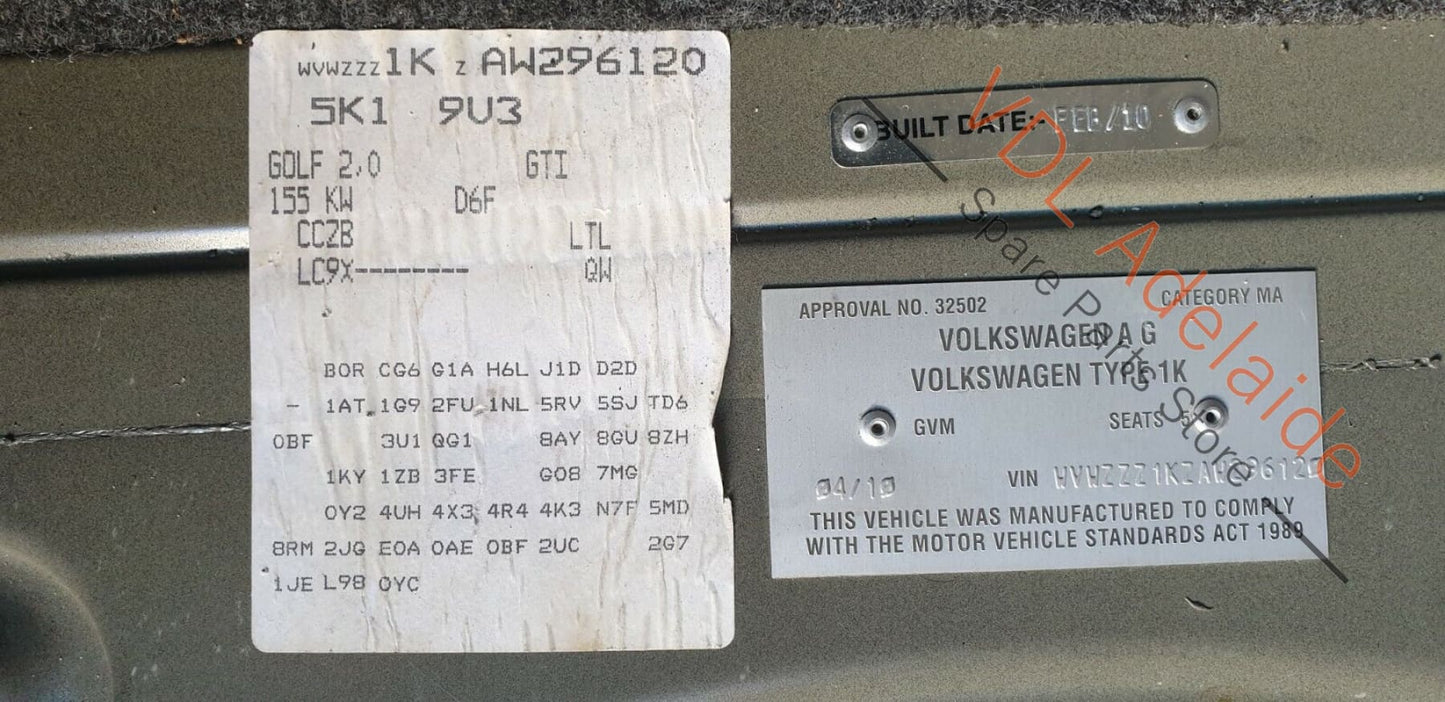 WVWZZZ1K Z AW296120
5K1 9U3
GOLF 2,0 GTI
155 KW D6F
CCZB LTL
LC9X-------- QW
B0R CG6 G1A H6L J1D D2D
- 1AT 1G9 2FU 1NL 5RV 5SJ TD6
0BF 3U1 QG1 8AY 8GU 8ZH
1KY 1ZB 3FE G08 7MG
0Y2 4UH 4X3 4R4 4K3 N7F 5MD
8RM 2JG E0A 0AE 0BF 2UC 2G7
1JE L98 0YC
BUILT DATE:- FEB/10
APPROVAL NO. 32502 CATEGORY MA
VOLKSWAGEN A G
VOLKSWAGEN TYPE 1K
GVM SEATS 5
04/10 VIN WVWZZZ1KZAW296120
THIS VEHICLE WAS MANUFACTURED TO COMPLY
WITH THE MOTOR VEHICLE STANDARDS ACT 1989
VDL Adelaide
Spare Parts Store